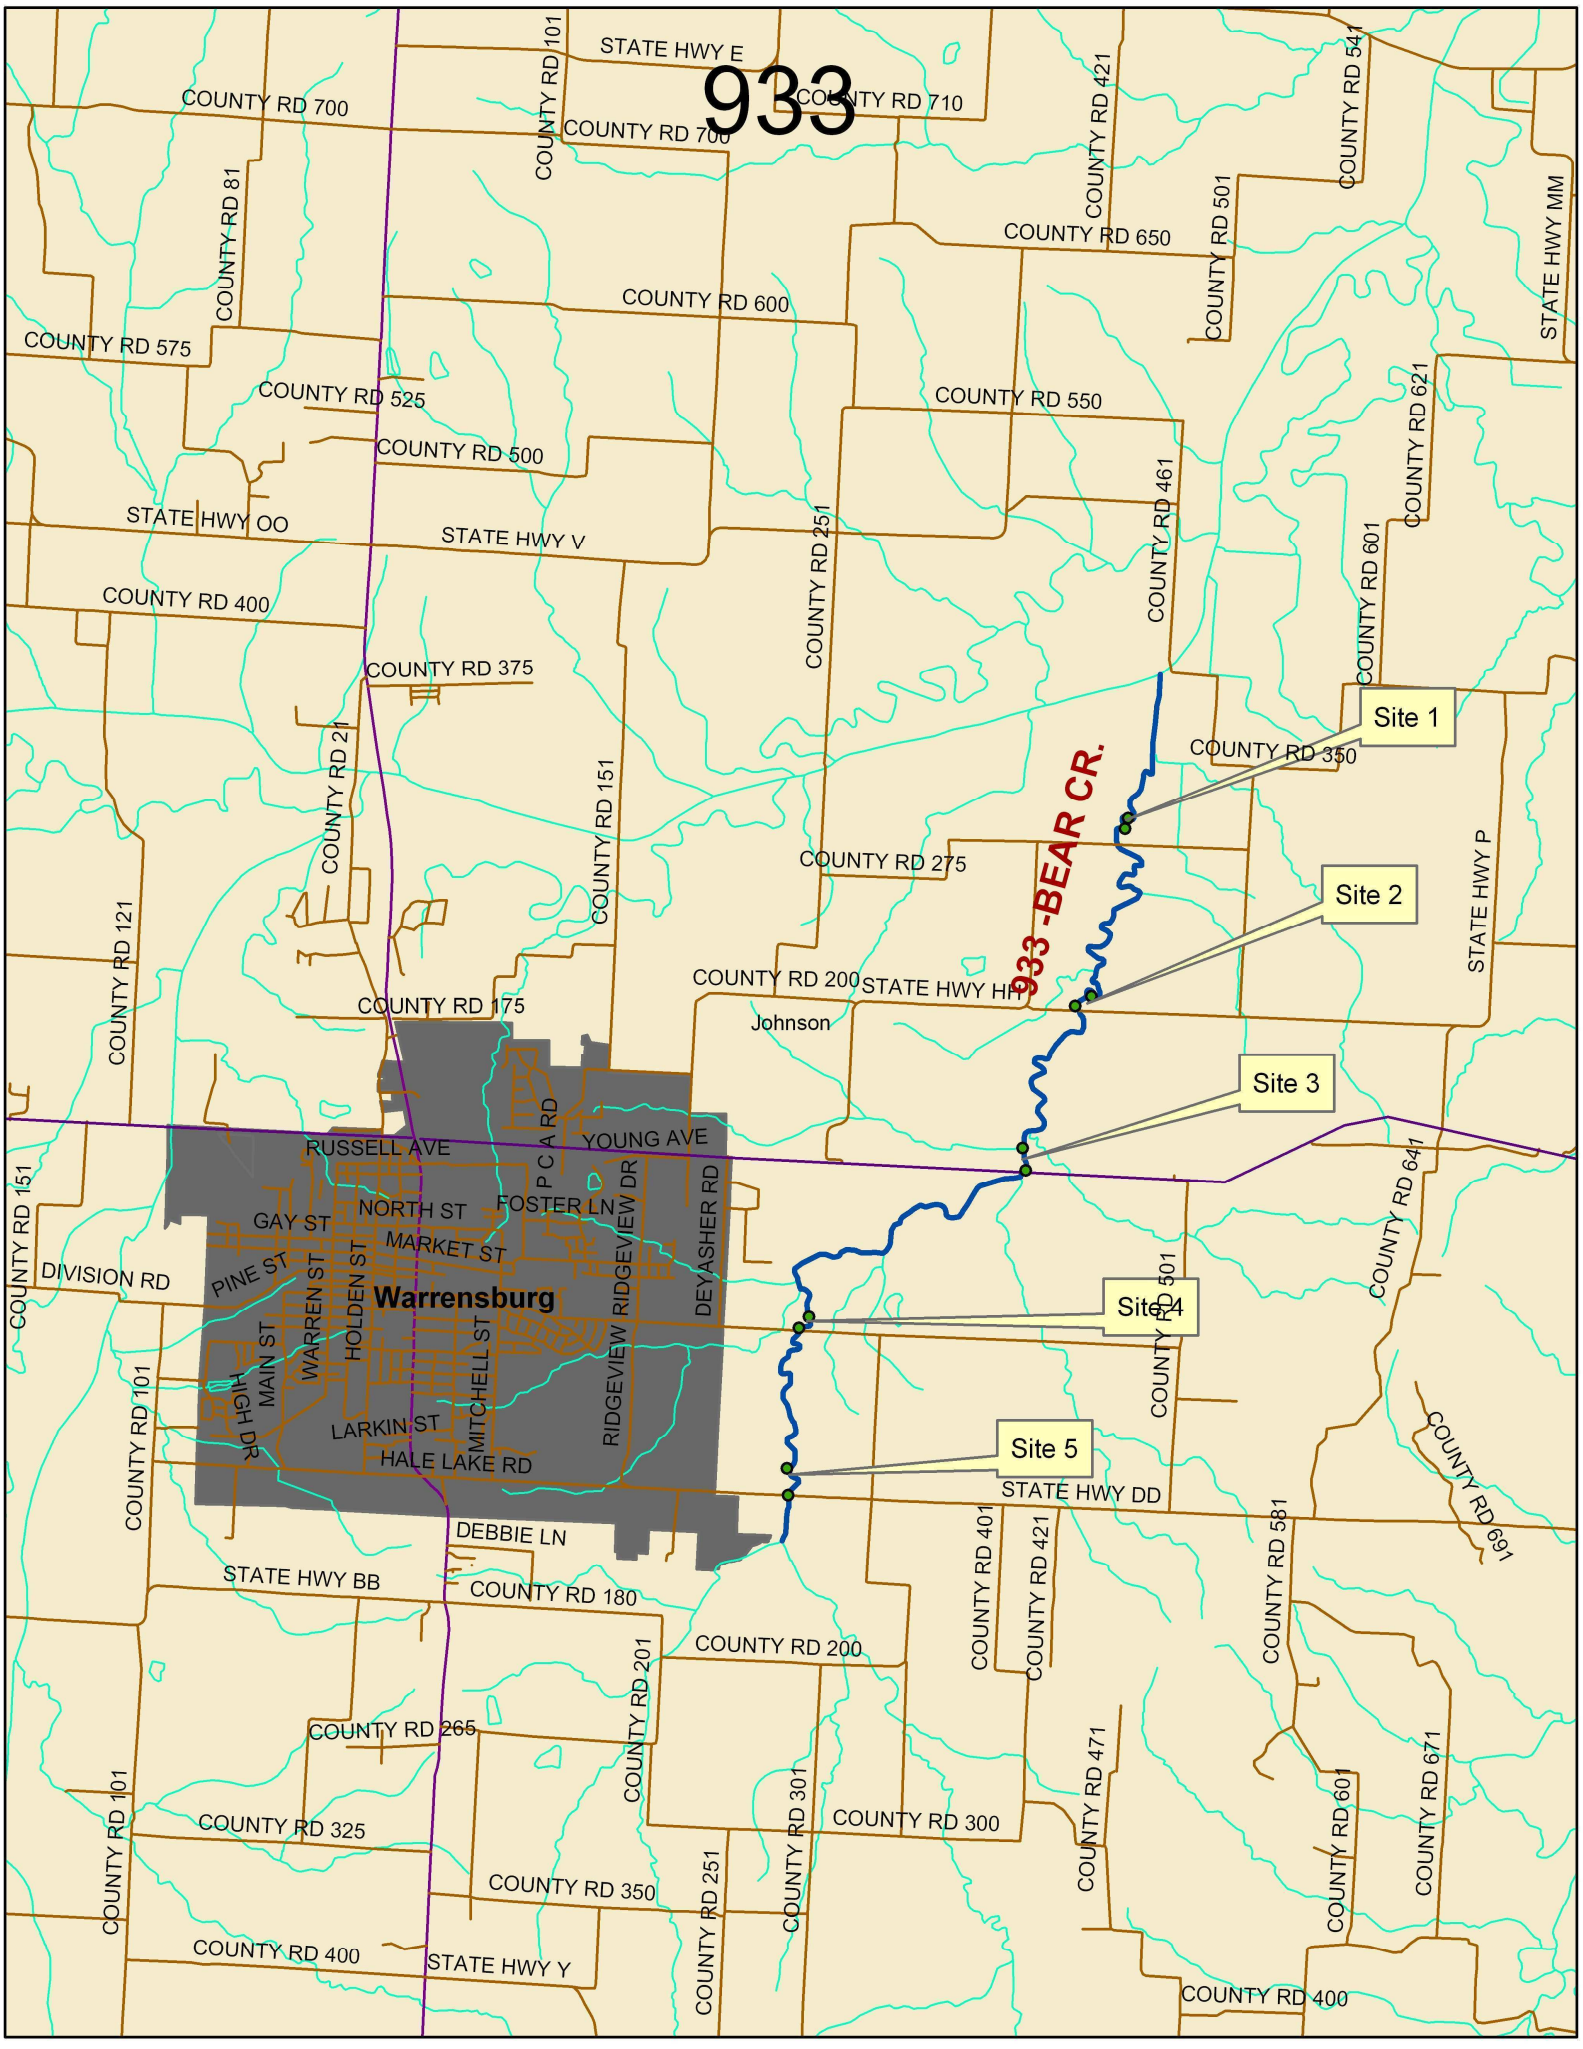 933
STATE HWY E
COUNTY RD 101
COUNTY RD 421
COUNTY RD 541
COUNTY RD 700
COUNTY RD 710
COUNTY RD 700
COUNTY RD 81
COUNTY RD 501
STATE HWY MM
COUNTY RD 650
COUNTY RD 600
COUNTY RD 575
COUNTY RD 525
COUNTY RD 550
COUNTY RD 621
COUNTY RD 500
COUNTY RD 461
STATE HWY OO
STATE HWY V
COUNTY RD 251
COUNTY RD 601
COUNTY RD 400
COUNTY RD 375
Site 1
COUNTY RD 21
COUNTY RD 350
COUNTY RD 151
933 -BEAR CR.
COUNTY RD 275
Site 2
STATE HWY P
COUNTY RD 121
COUNTY RD 200
STATE HWY HH
COUNTY RD 175
Johnson
Site 3
P C A RD
RUSSELL AVE
YOUNG AVE
COUNTY RD 641
COUNTY RD 151
NORTH ST
FOSTER LN
GAY ST
RIDGEVIEW DR
DEYASHER RD
MARKET ST
DIVISION RD
PINE ST
WARREN ST
HOLDEN ST
Warrensburg
Site 4
COUNTY RD 501
MAIN ST
MITCHELL ST
RIDGEVIEW
HIGH DR
COUNTY RD 101
LARKIN ST
HALE LAKE RD
Site 5
COUNTY RD 691
STATE HWY DD
DEBBIE LN
COUNTY RD 401
COUNTY RD 421
COUNTY RD 581
STATE HWY BB
COUNTY RD 180
COUNTY RD 200
COUNTY RD 201
COUNTY RD 265
COUNTY RD 471
COUNTY RD 671
COUNTY RD 101
COUNTY RD 301
COUNTY RD 601
COUNTY RD 325
COUNTY RD 300
COUNTY RD 350
COUNTY RD 251
COUNTY RD 400
STATE HWY Y
COUNTY RD 400